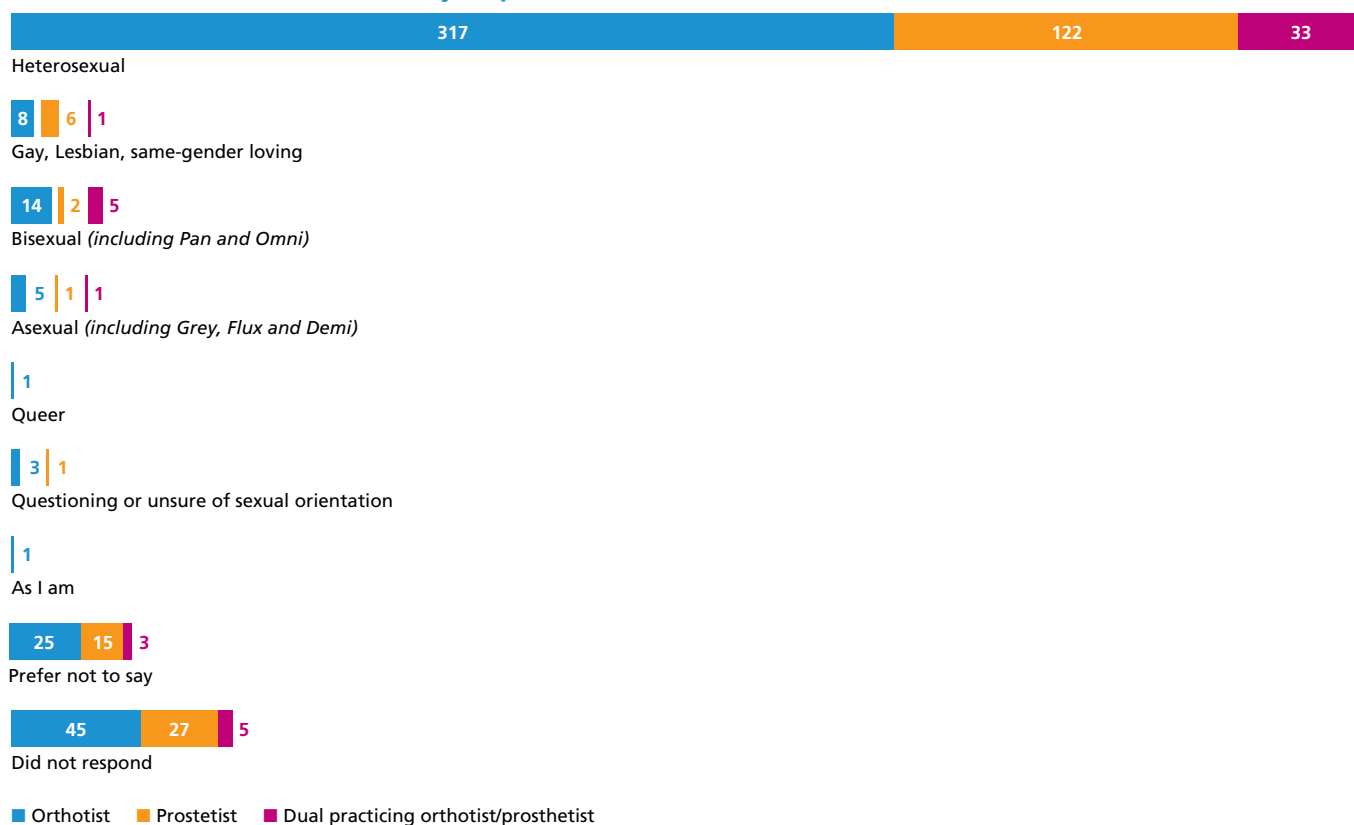 317 122 33
Heterosexual
8 6 1
Gay, Lesbian, same-gender loving
14 2 5
Bisexual (including Pan and Omni)
5 1 1
Asexual (including Grey, Flux and Demi)
1
Queer
3 1
Questioning or unsure of sexual orientation
1
As I am
25 15 3
Prefer not to say
45 27 5
Did not respond
Orthotist Prostetist Dual practicing orthotist/prosthetist